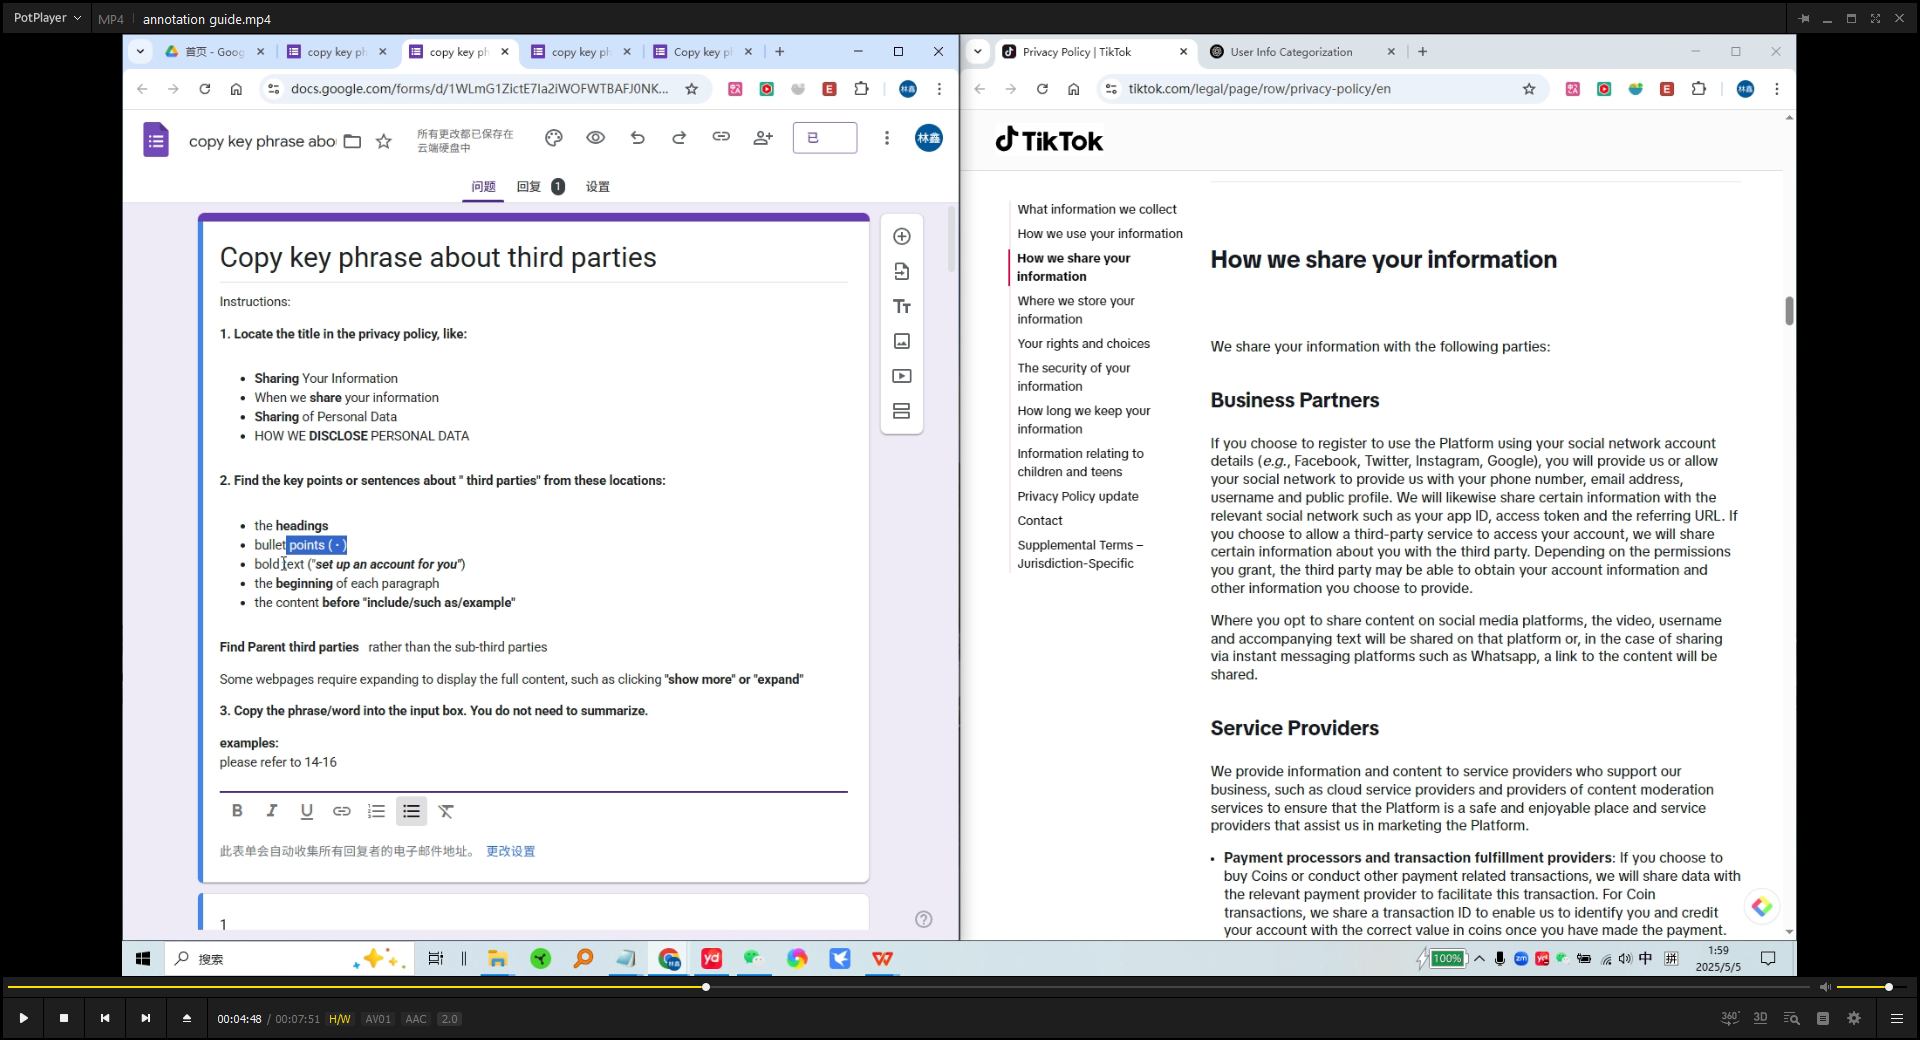 PotPlayer
MP4
annotation guide.mp4
首页 - Goog
copy key ph
copy key ph
copy key ph
Copy key ph
docs.google.com/forms/d/1WLmG1ZictE7Ia2iWOFWTBAFJ0NK...
林鑫
copy key phrase abo
所有更改都已保存在
云端硬盘中
已
林鑫
问题
回复 1
设置
Copy key phrase about third parties
Instructions:
1. Locate the title in the privacy policy, like:
• Sharing Your Information
• When we share your information
• Sharing of Personal Data
• HOW WE DISCLOSE PERSONAL DATA
2. Find the key points or sentences about " third parties" from these locations:
• the headings
• bullet points ( · )
• bold text ("set up an account for you")
• the beginning of each paragraph
• the content before "include/such as/example"
Find Parent third parties rather than the sub-third parties
Some webpages require expanding to display the full content, such as clicking "show more" or "expand"
3. Copy the phrase/word into the input box. You do not need to summarize.
examples:
please refer to 14-16
此表单会自动收集所有回复者的电子邮件地址。 更改设置
1
Privacy Policy | TikTok
User Info Categorization
tiktok.com/legal/page/row/privacy-policy/en
林鑫
TikTok
What information we collect
How we use your information
How we share your
information
Where we store your
information
Your rights and choices
The security of your
information
How long we keep your
information
Information relating to
children and teens
Privacy Policy update
Contact
Supplemental Terms –
Jurisdiction-Specific
How we share your information
We share your information with the following parties:
Business Partners
If you choose to register to use the Platform using your social network account
details (e.g., Facebook, Twitter, Instagram, Google), you will provide us or allow
your social network to provide us with your phone number, email address,
username and public profile. We will likewise share certain information with the
relevant social network such as your app ID, access token and the referring URL. If
you choose to allow a third-party service to access your account, we will share
certain information about you with the third party. Depending on the permissions
you grant, the third party may be able to obtain your account information and
other information you choose to provide.
Where you opt to share content on social media platforms, the video, username
and accompanying text will be shared on that platform or, in the case of sharing
via instant messaging platforms such as Whatsapp, a link to the content will be
shared.
Service Providers
We provide information and content to service providers who support our
business, such as cloud service providers and providers of content moderation
services to ensure that the Platform is a safe and enjoyable place and service
providers that assist us in marketing the Platform.
• Payment processors and transaction fulfillment providers: If you choose to
buy Coins or conduct other payment related transactions, we will share data with
the relevant payment provider to facilitate this transaction. For Coin
transactions, we share a transaction ID to enable us to identify you and credit
your account with the correct value in coins once you have made the payment.
搜索
yd
100%
zm
中
拼
1:59
2025/5/5
00:04:48 / 00:07:51 H/W AV01 AAC 2.0
360°
3D